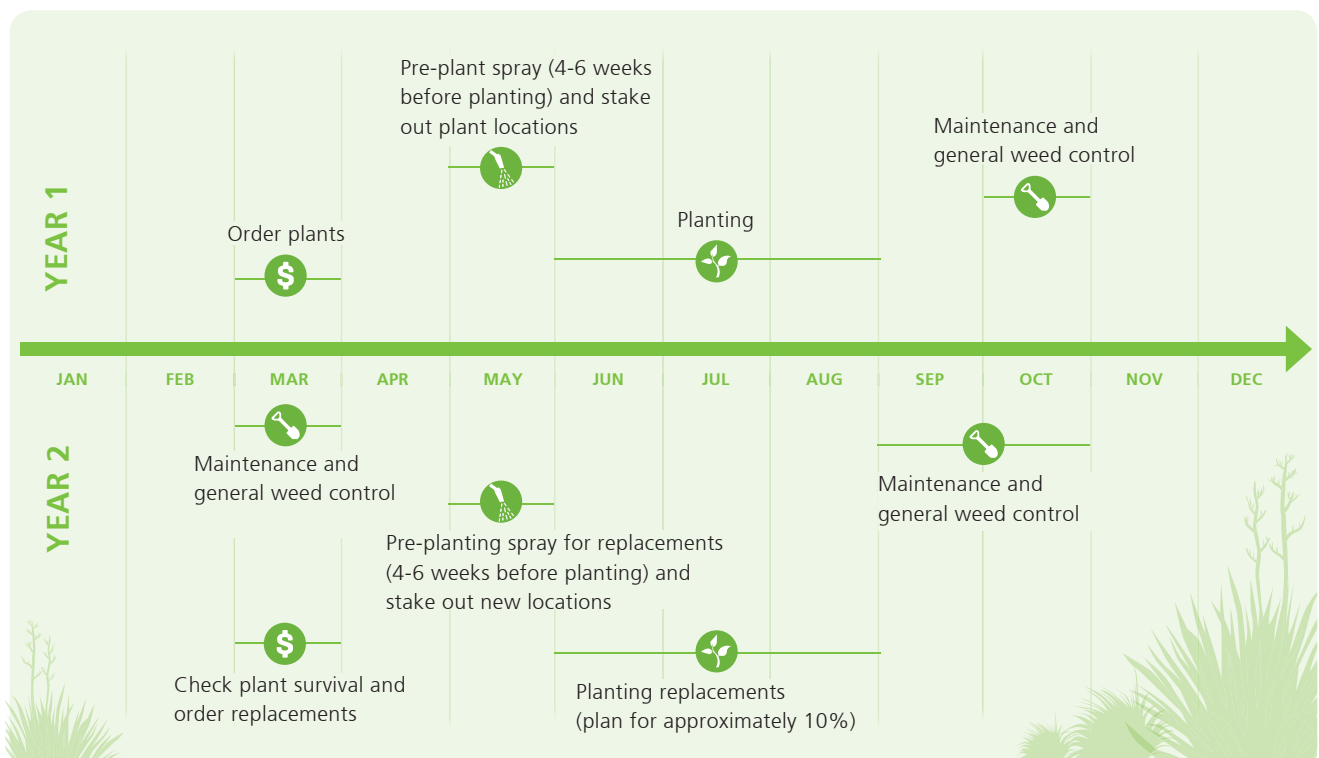 YEAR 1
Order plants
$
Pre-plant spray (4-6 weeks
before planting) and stake
out plant locations
Planting
Maintenance and
general weed control
JAN FEB MAR APR MAY JUN JUL AUG SEP OCT NOV DEC
YEAR 2
Maintenance and
general weed control
$
Check plant survival and
order replacements
Pre-planting spray for replacements
(4-6 weeks before planting) and
stake out new locations
Planting replacements
(plan for approximately 10%)
Maintenance and
general weed control